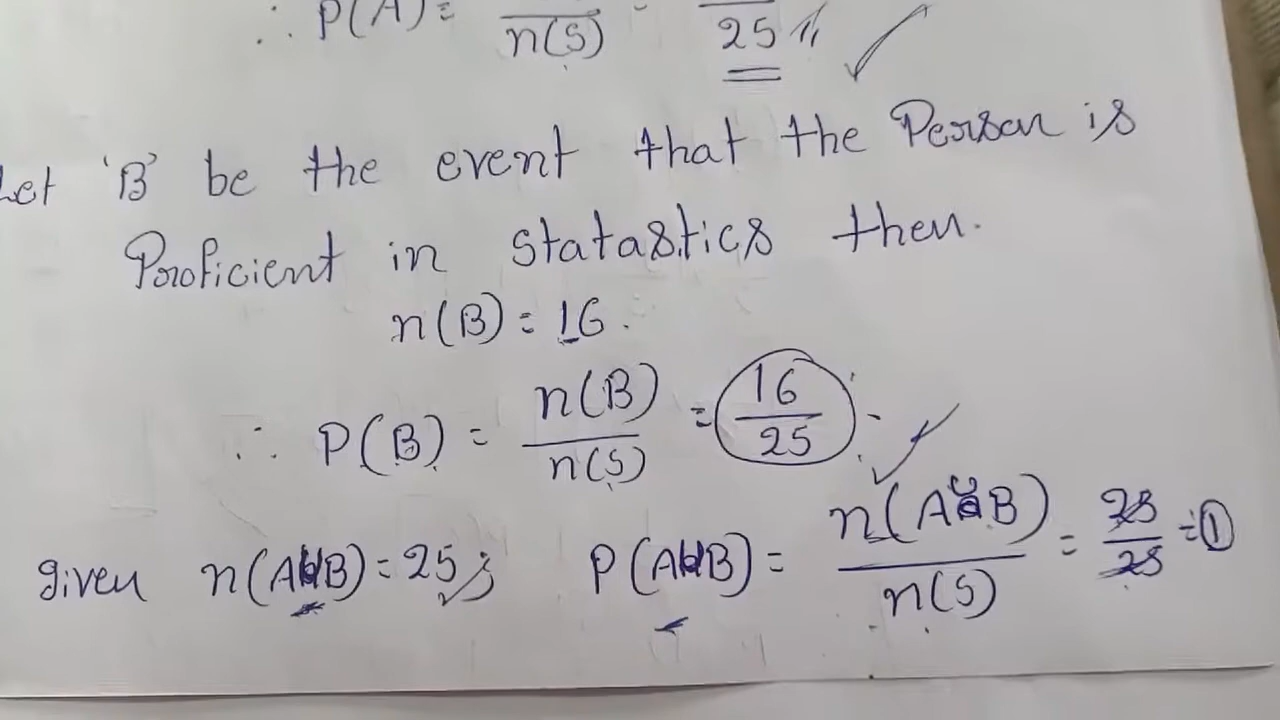 ∴ P(A) = / n(S) = / 25 //
Let 'B' be the event that the Person is
Proficient in Statastics then.
n(B) = 16.
∴ P(B) = n(B) / n(S) = 16 / 25.
given n(A∪B) = 25; P(A∪B) = n(A∪B) / n(S) = 25 / 25 = 1